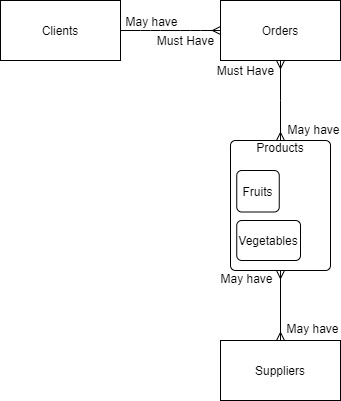 Clients
May have
Must Have
Orders
Must Have
May have
Products
Fruits
Vegetables
May have
May have
Suppliers